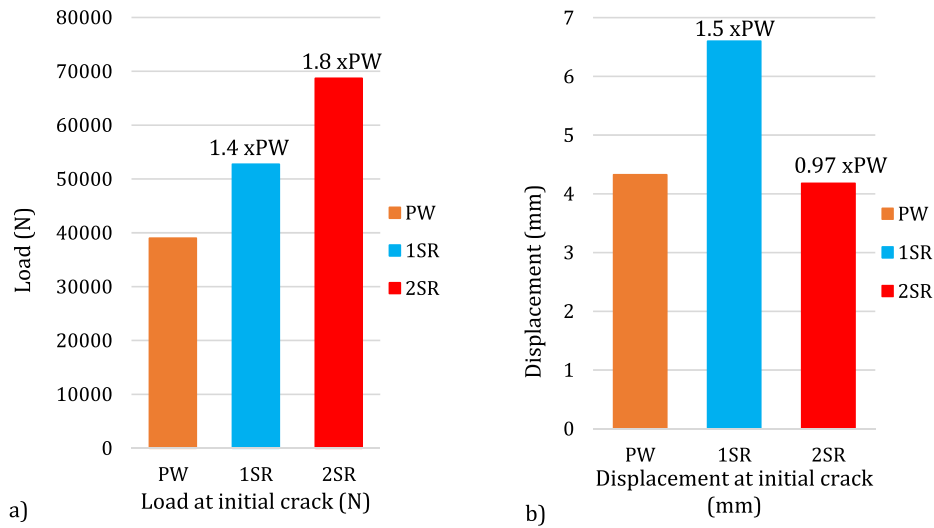 80000
70000
60000
50000
40000
30000
20000
10000
0
Load (N)
1.4 xPW
1.8 xPW
PW
1SR
2SR
PW 1SR 2SR
Load at initial crack (N)
a)
7
6
5
4
3
2
1
0
Displacement (mm)
1.5 xPW
0.97 xPW
PW
1SR
2SR
PW 1SR 2SR
Displacement at initial crack
(mm)
b)